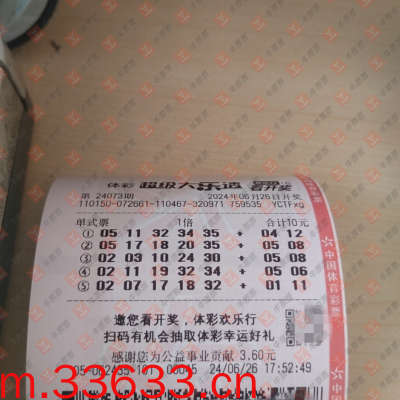 体彩 超级大乐透 看开奖
第 24073期 2024年06月26日开奖
110150-072661-110467-320971 759535 YCTFxg
单式票 1倍 合计10元
① 05 11 32 34 35 + 04 12
② 05 17 18 20 35 + 05 08
③ 02 03 10 24 30 + 05 08
④ 02 11 19 32 34 + 05 06
⑤ 02 07 17 18 32 + 01 11
邀您看开奖，体彩欢乐行
扫码有机会抽取体彩幸运好礼
感谢您为公益事业贡献 3.60元
05-082435-101 00045 24/06/26 17:52:49
中国体育彩票
m.33633.cn